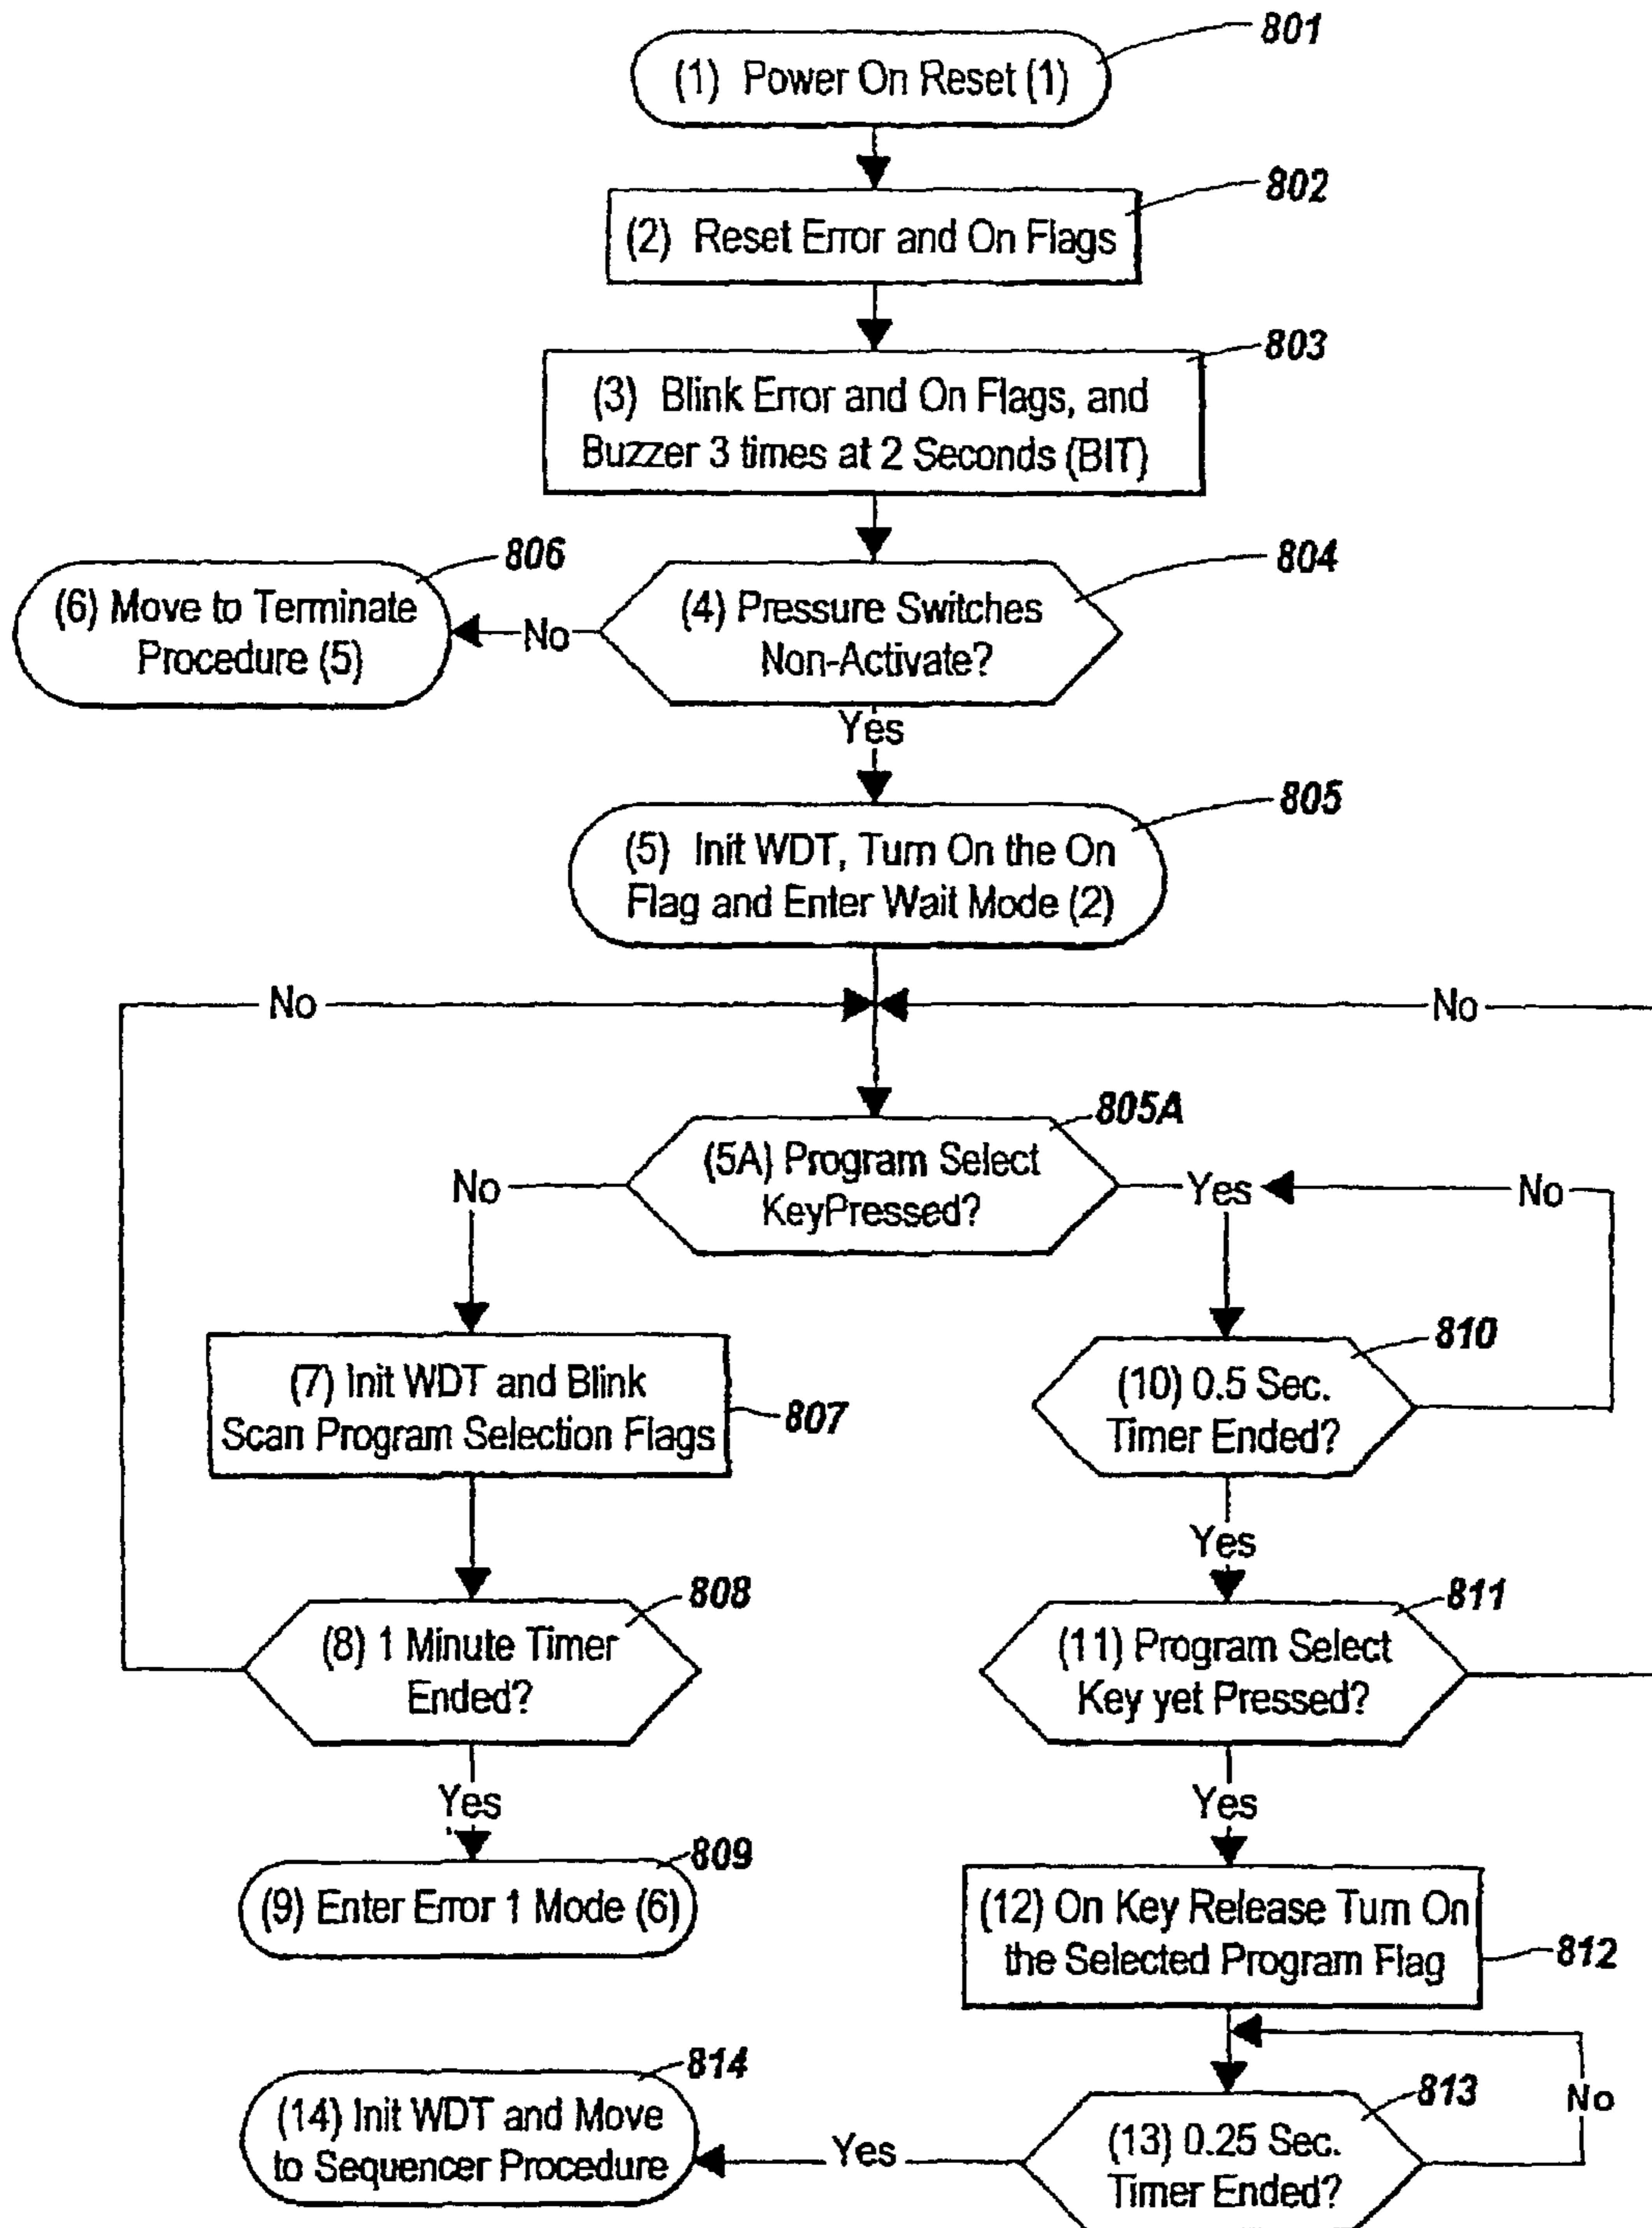 801
(1) Power On Reset (1)
802
(2) Reset Error and On Flags
803
(3) Blink Error and On Flags, and
Buzzer 3 times at 2 Seconds (BIT)
806
804
(6) Move to Terminate
Procedure (5)
No
(4) Pressure Switches
Non-Activate?
Yes
805
(5) Init WDT, Turn On the On
Flag and Enter Wait Mode (2)
No
No
805A
(5A) Program Select
KeyPressed?
No
Yes
No
810
(7) Init WDT and Blink
Scan Program Selection Flags
807
(10) 0.5 Sec.
Timer Ended?
Yes
808
811
(8) 1 Minute Timer
Ended?
(11) Program Select
Key yet Pressed?
Yes
Yes
809
(9) Enter Error 1 Mode (6)
(12) On Key Release Turn On
the Selected Program Flag
812
814
813
No
(14) Init WDT and Move
to Sequencer Procedure
Yes
(13) 0.25 Sec.
Timer Ended?